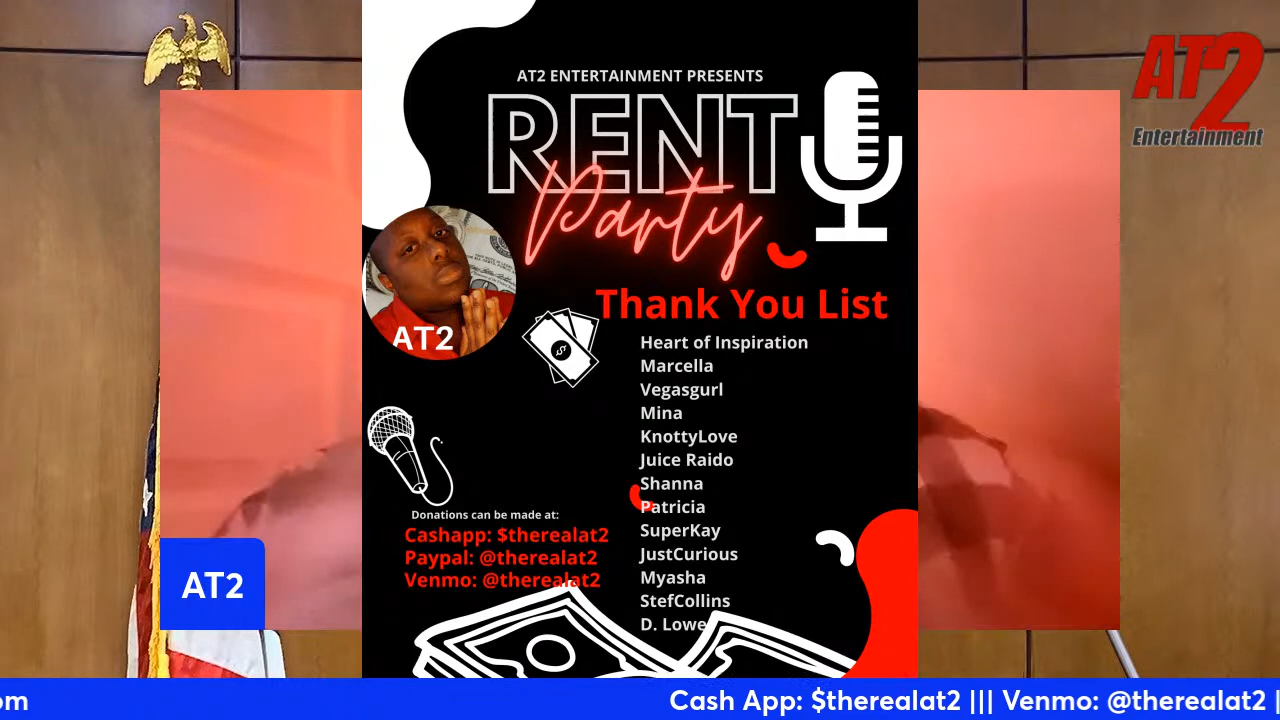 AT2 ENTERTAINMENT PRESENTS
RENT
Party
AT2
Entertainment
AT2
Thank You List
Heart of Inspiration
Marcella
Vegasgurl
Mina
KnottyLove
Juice Raido
Shanna
Patricia
SuperKay
JustCurious
Myasha
StefCollins
D. Lowe
Donations can be made at:
Cashapp: $therealat2
Paypal: @therealat2
Venmo: @therealat2
AT2
om
Cash App: $therealat2 ||| Venmo: @therealat2 |